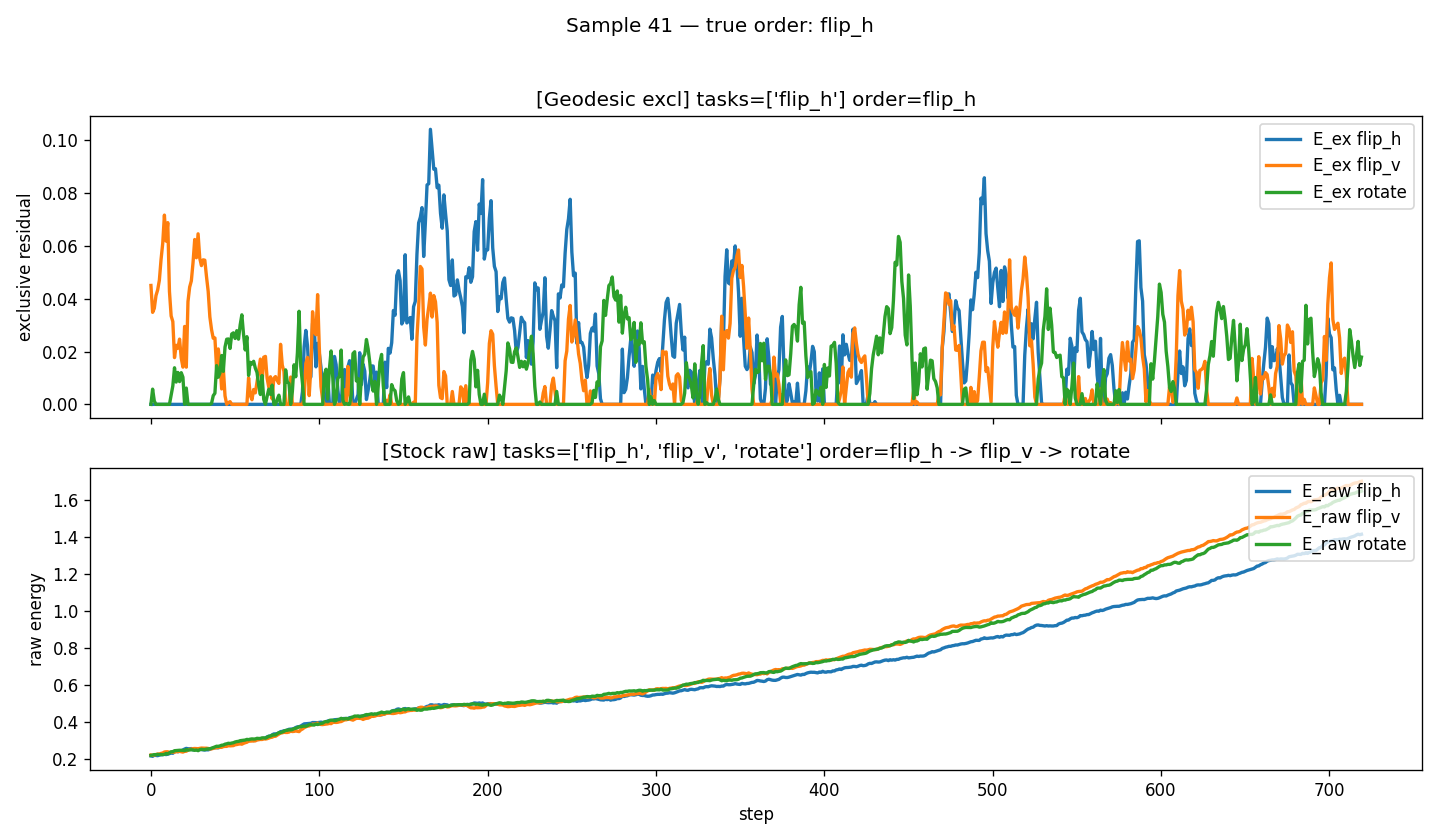 Sample 41 — true order: flip_h
[Geodesic excl] tasks=['flip_h'] order=flip_h
exclusive residual
0.10
0.08
0.06
0.04
0.02
0.00
E_ex flip_h
E_ex flip_v
E_ex rotate
[Stock raw] tasks=['flip_h', 'flip_v', 'rotate'] order=flip_h -> flip_v -> rotate
raw energy
1.6
1.4
1.2
1.0
0.8
0.6
0.4
0.2
E_raw flip_h
E_raw flip_v
E_raw rotate
0 100 200 300 400 500 600 700
step